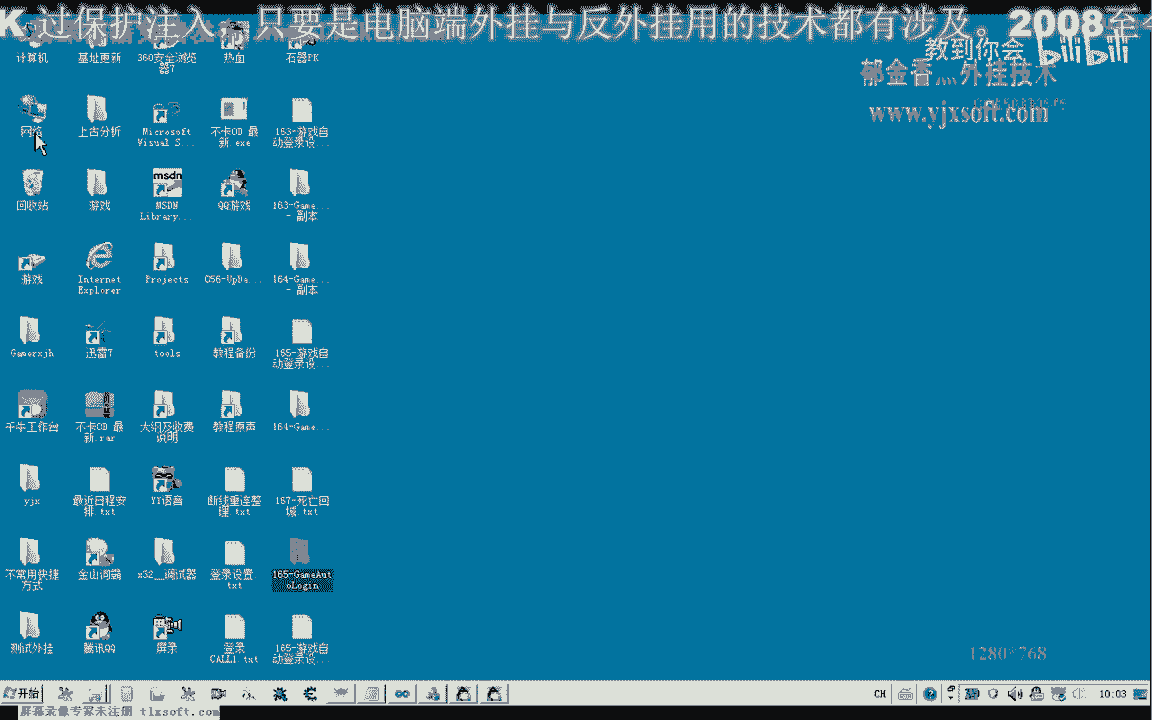 K 过保护注入，只要是电脑端外挂与反外挂用的技术都有涉及。2008至今
教到你会 bilibili
郁金香灬外挂技术
www.yjxsoft.com
计算机
基址更新
360安全浏览器7
热血
石器PK
网络
上古分析
Microsoft Visual S...
不卡OD 最新.exe
163-游戏自动登录设...
回收站
游戏
MSDN Library...
QQ游戏
163-Game... - 副本
游戏
Internet Explorer
Projects
056-UpDa...
164-Game... - 副本
Gamerxjh
迅雷7
tools
教程备份
165-游戏自动登录设...
千牛工作台
不卡OD 最新.rar
大纲及收费说明
教程原声
164-Game...
yjx
最近日程安排.txt
YY语音
断线重连整理.txt
167-死亡回城.txt
不常用快捷方式
金山词霸
x32__调试器
登录设置.txt
165-GameAutoLogin
测试外挂
腾讯QQ
屏录
登录CALL1.txt
165-游戏自动登录设...
1280*768
开始
CH
10:03
屏幕录像专家未注册 tlxsoft.com